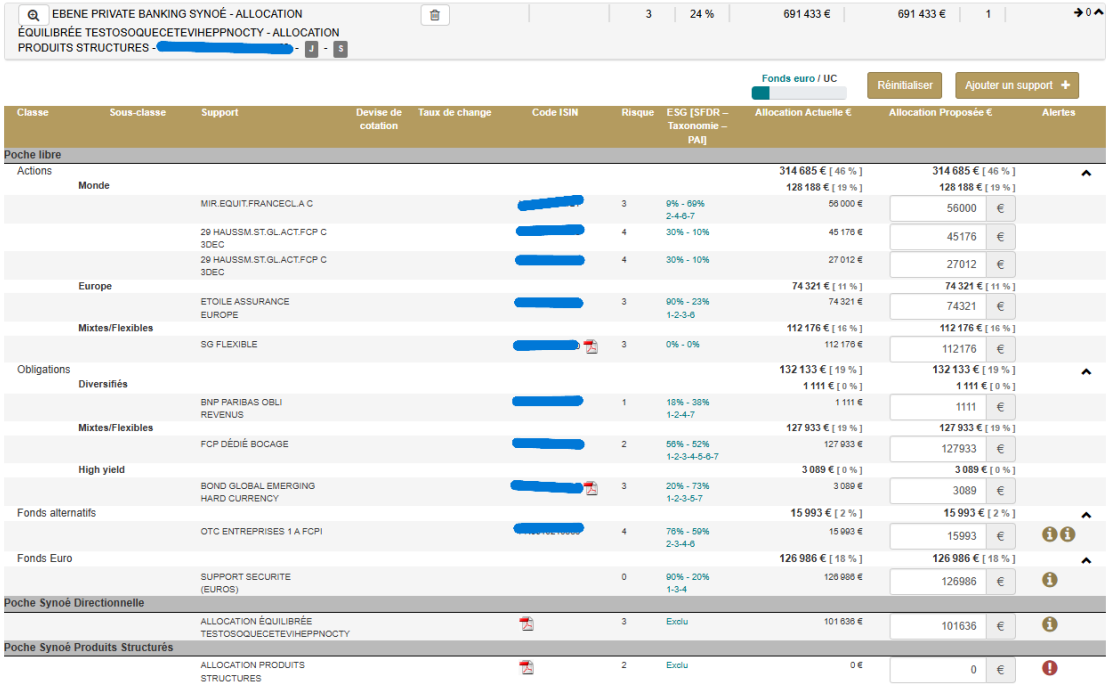 EBENE PRIVATE BANKING SYNOÉ - ALLOCATION 3 24 % 691 433 € 691 433 € 1 0
ÉQUILIBRÉE TESTOSOQUECETEVIHEPPNOCTY - ALLOCATION
PRODUITS STRUCTURES - - J - S
Fonds euro / UC
Réinitialiser Ajouter un support +
Classe Sous-classe Support Devise de Taux de change Code ISIN Risque ESG [SFDR – Allocation Actuelle € Allocation Proposée € Alertes
cotation Taxonomie –
PAI]
Poche libre
Actions 314 685 € [ 46 % ] 314 685 € [ 46 % ]
Monde 128 188 € [ 19 % ] 128 188 € [ 19 % ]
MIR.EQUIT.FRANCECL.A C 3 9% - 69% 56 000 € 56000 €
2-4-6-7
29 HAUSSM.ST.GL.ACT.FCP C 4 30% - 10% 45 176 € 45176 €
3DEC
29 HAUSSM.ST.GL.ACT.FCP C 4 30% - 10% 27 012 € 27012 €
3DEC
Europe 74 321 € [ 11 % ] 74 321 € [ 11 % ]
ETOILE ASSURANCE 3 90% - 23% 74 321 € 74321 €
EUROPE 1-2-3-6
Mixtes/Flexibles 112 176 € [ 16 % ] 112 176 € [ 16 % ]
SG FLEXIBLE 3 0% - 0% 112 176 € 112176 €
Obligations 132 133 € [ 19 % ] 132 133 € [ 19 % ]
Diversifiés 1 111 € [ 0 % ] 1 111 € [ 0 % ]
BNP PARIBAS OBLI 1 18% - 38% 1 111 € 1111 €
REVENUS 1-2-4-7
Mixtes/Flexibles 127 933 € [ 19 % ] 127 933 € [ 19 % ]
FCP DÉDIÉ BOCAGE 2 56% - 52% 127 933 € 127933 €
1-2-3-4-5-6-7
High yield 3 089 € [ 0 % ] 3 089 € [ 0 % ]
BOND GLOBAL EMERGING 3 20% - 73% 3 089 € 3089 €
HARD CURRENCY 1-2-3-5-7
Fonds alternatifs 15 993 € [ 2 % ] 15 993 € [ 2 % ]
OTC ENTREPRISES 1 A FCPI 4 76% - 59% 15 993 € 15993 €
2-3-4-6
Fonds Euro 126 986 € [ 18 % ] 126 986 € [ 18 % ]
SUPPORT SECURITE 0 90% - 20% 126 986 € 126986 €
(EUROS) 1-3-4
Poche Synoé Directionnelle
ALLOCATION ÉQUILIBRÉE 3 Exclu 101 636 € 101636 €
TESTOSOQUECETEVIHEPPNOCTY
Poche Synoé Produits Structurés
ALLOCATION PRODUITS 2 Exclu 0 € 0 €
STRUCTURES